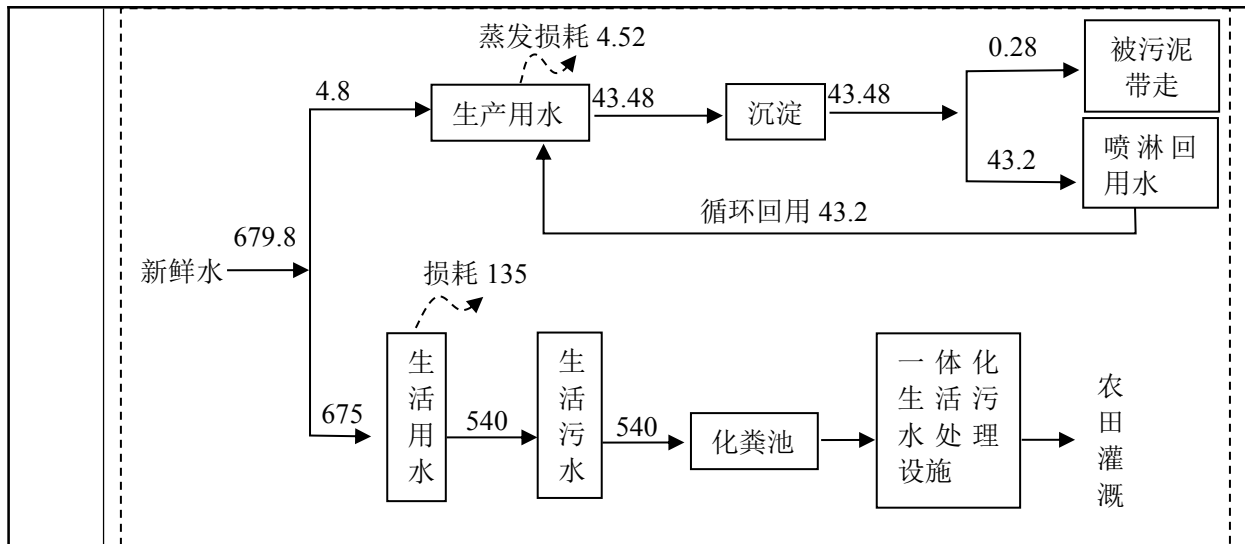 蒸发损耗 4.52
4.8
生产用水
43.48
沉淀
43.48
0.28
被污泥
带走
43.2
喷淋回
用水
循环回用 43.2
679.8
新鲜水
损耗 135
675
生
活
用
水
540
生
活
污
水
540
化粪池
一体化
生活污
水处理
设施
农
田
灌
溉